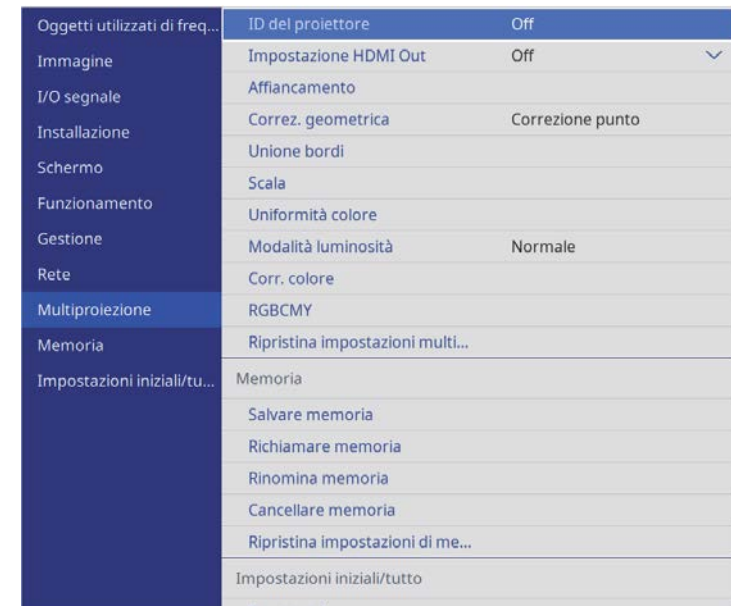 Oggetti utilizzati di freq...
Immagine
I/O segnale
Installazione
Schermo
Funzionamento
Gestione
Rete
Multiproiezione
Memoria
Impostazioni iniziali/tu...
ID del proiettore Off
Impostazione HDMI Out Off
Affiancamento
Correz. geometrica Correzione punto
Unione bordi
Scala
Uniformità colore
Modalità luminosità Normale
Corr. colore
RGBCMY
Ripristina impostazioni multi...
Memoria
Salvare memoria
Richiamare memoria
Rinomina memoria
Cancellare memoria
Ripristina impostazioni di me...
Impostazioni iniziali/tutto